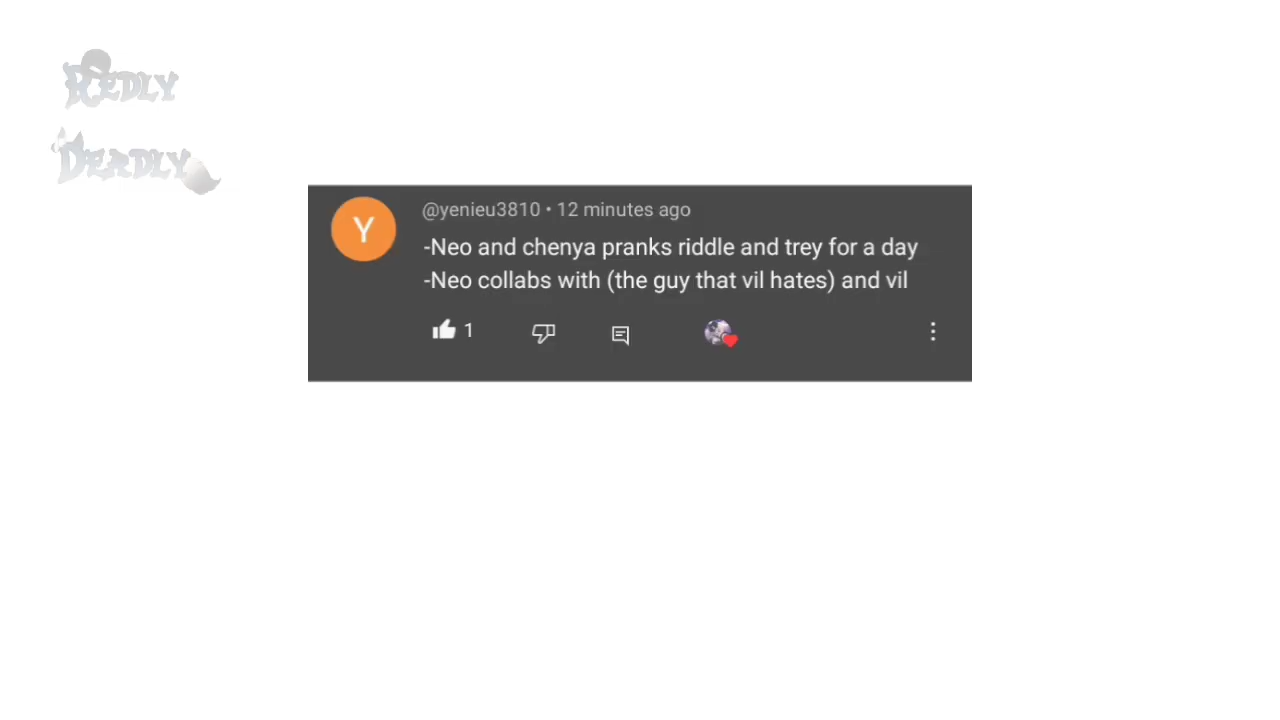 REDLY
DEADLY
Y
@yenieu3810 • 12 minutes ago
-Neo and chenya pranks riddle and trey for a day
-Neo collabs with (the guy that vil hates) and vil
1